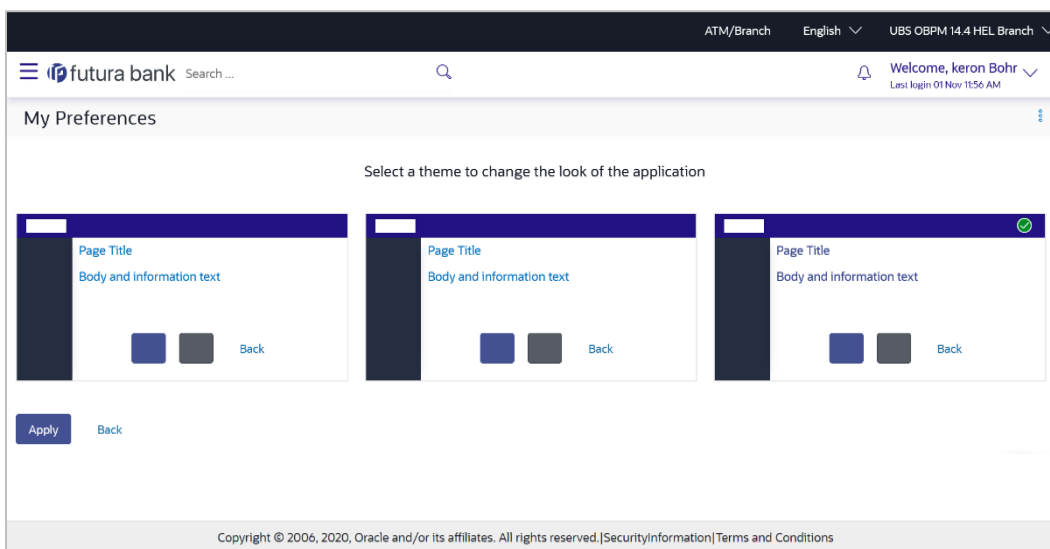 ATM/Branch English UBS OBPM 14.4 HEL Branch
futura bank Search ... Welcome, keron Bohr
Last login 01 Nov 11:56 AM
My Preferences
Select a theme to change the look of the application
Page Title Page Title Page Title
Body and information text Body and information text Body and information text
Back Back Back
Apply Back
Copyright © 2006, 2020, Oracle and/or its affiliates. All rights reserved.|SecurityInformation|Terms and Conditions